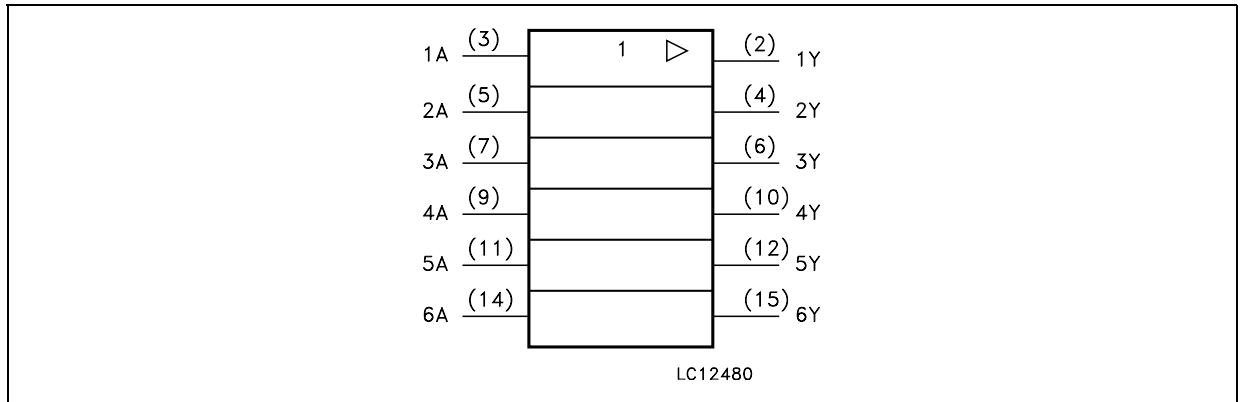 1A (3) 1 (2) 1Y
2A (5) (4) 2Y
3A (7) (6) 3Y
4A (9) (10) 4Y
5A (11) (12) 5Y
6A (14) (15) 6Y
LC12480